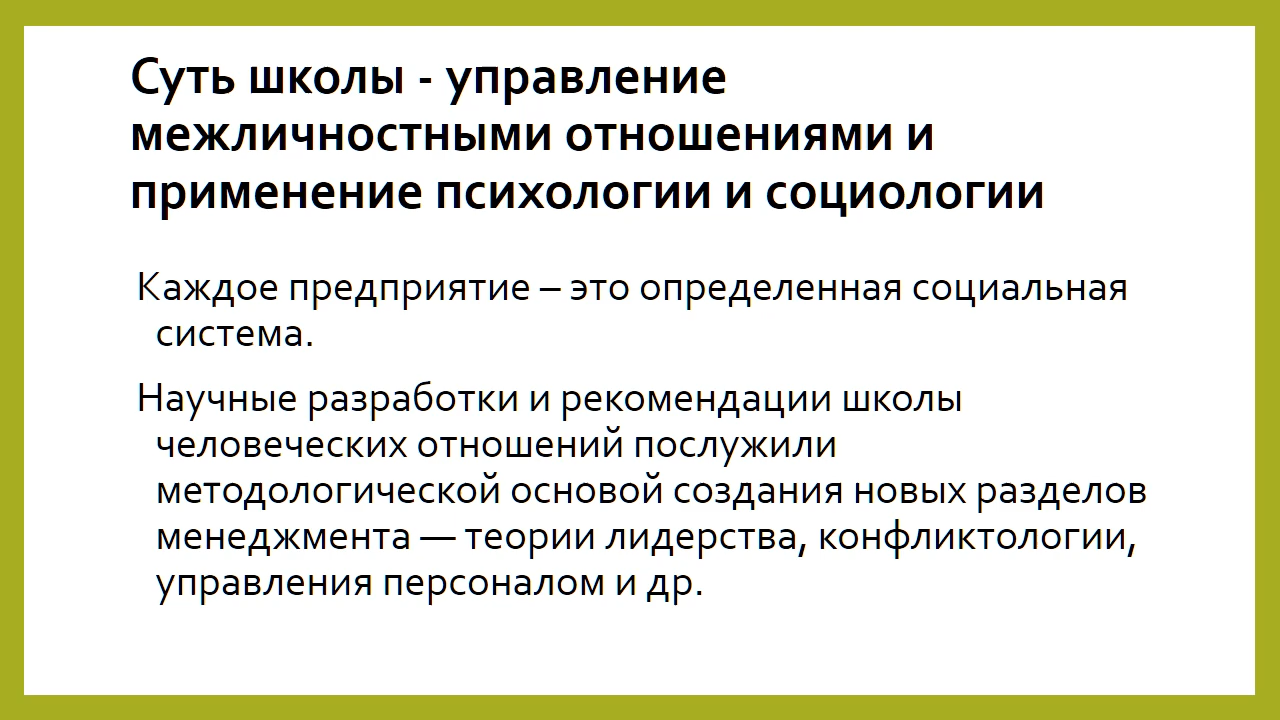 Суть школы - управление
межличностными отношениями и
применение психологии и социологии
Каждое предприятие – это определенная социальная
система.
Научные разработки и рекомендации школы
человеческих отношений послужили
методологической основой создания новых разделов
менеджмента — теории лидерства, конфликтологии,
управления персоналом и др.